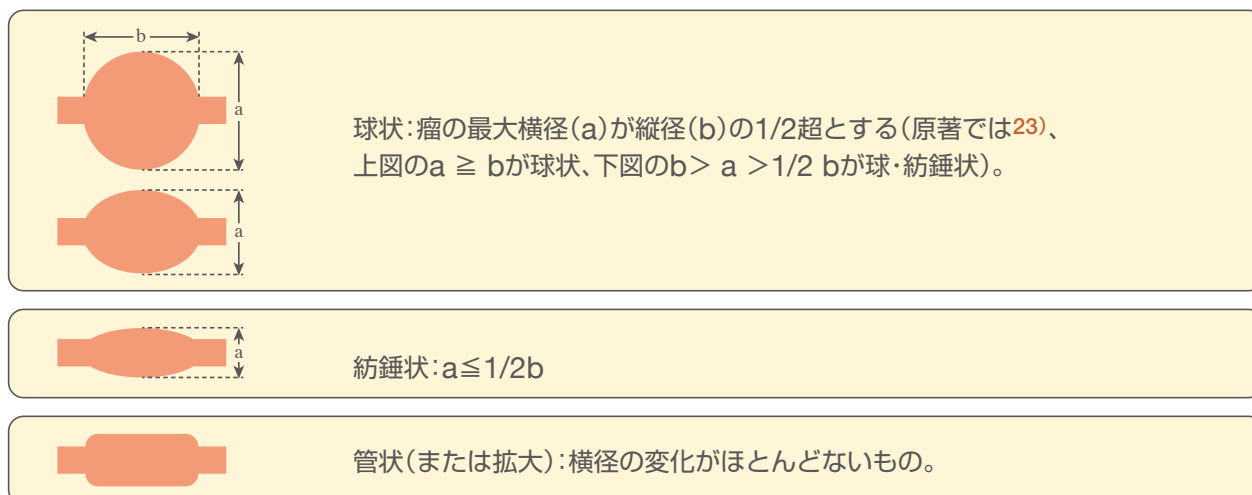 b
a
球状：瘤の最大横径(a)が縦径(b)の1/2超とする(原著では23)、
上図のa ≧ bが球状、下図のb> a >1/2 bが球・紡錘状)。
a
a
紡錘状：a≦1/2b
管状(または拡大)：横径の変化がほとんどないもの。